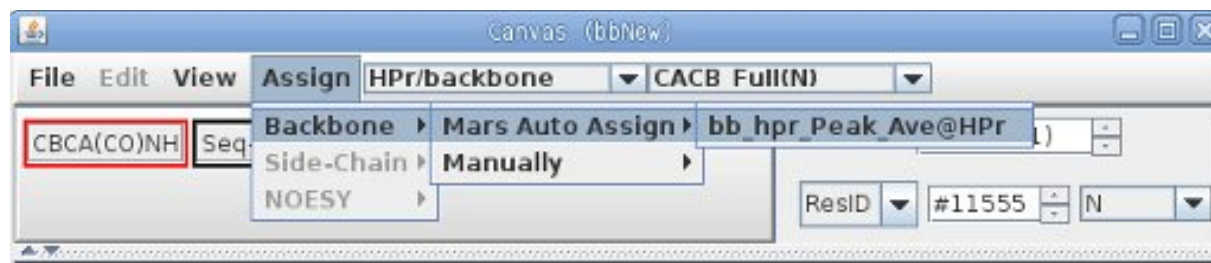 Canvas (bbNew)
File Edit View Assign HPr/backbone CACB Full(N)
CBCA(CO)NH Seq- Backbone Mars Auto Assign bb_hpr_Peak_Ave@HPr 1)
Side-Chain Manually
NOESY
ResID #11555 N